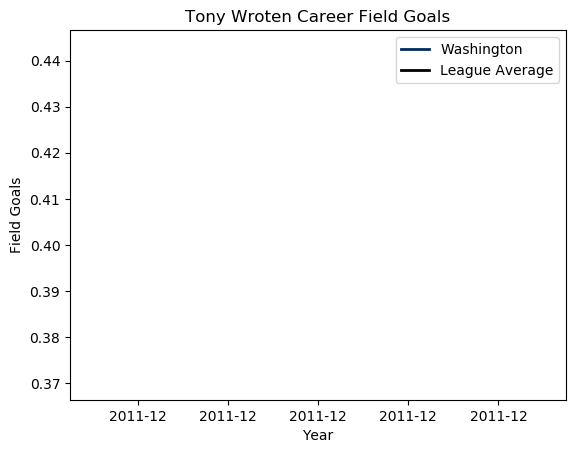 Tony Wroten Career Field Goals
Washington
League Average
0.44
0.43
0.42
0.41
0.40
0.39
0.38
0.37
Field Goals
2011-12 2011-12 2011-12 2011-12 2011-12
Year